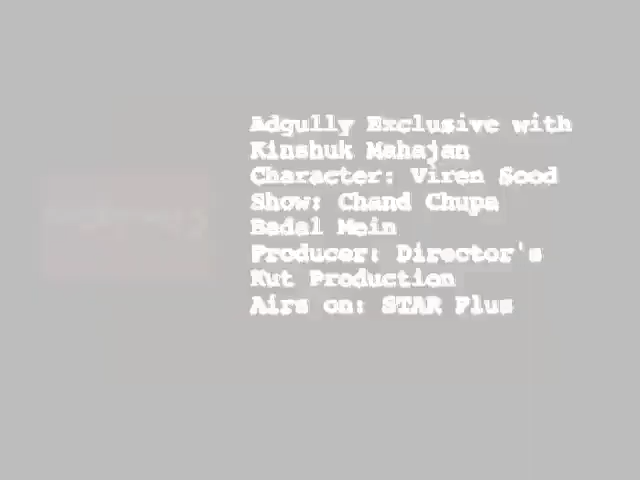 Adgully Exclusive with
Kinshuk Mahajan
Character: Viren Sood
Show: Chand Chupa
Badal Mein
Producer: Director's
Kut Production
Airs on: STAR Plus